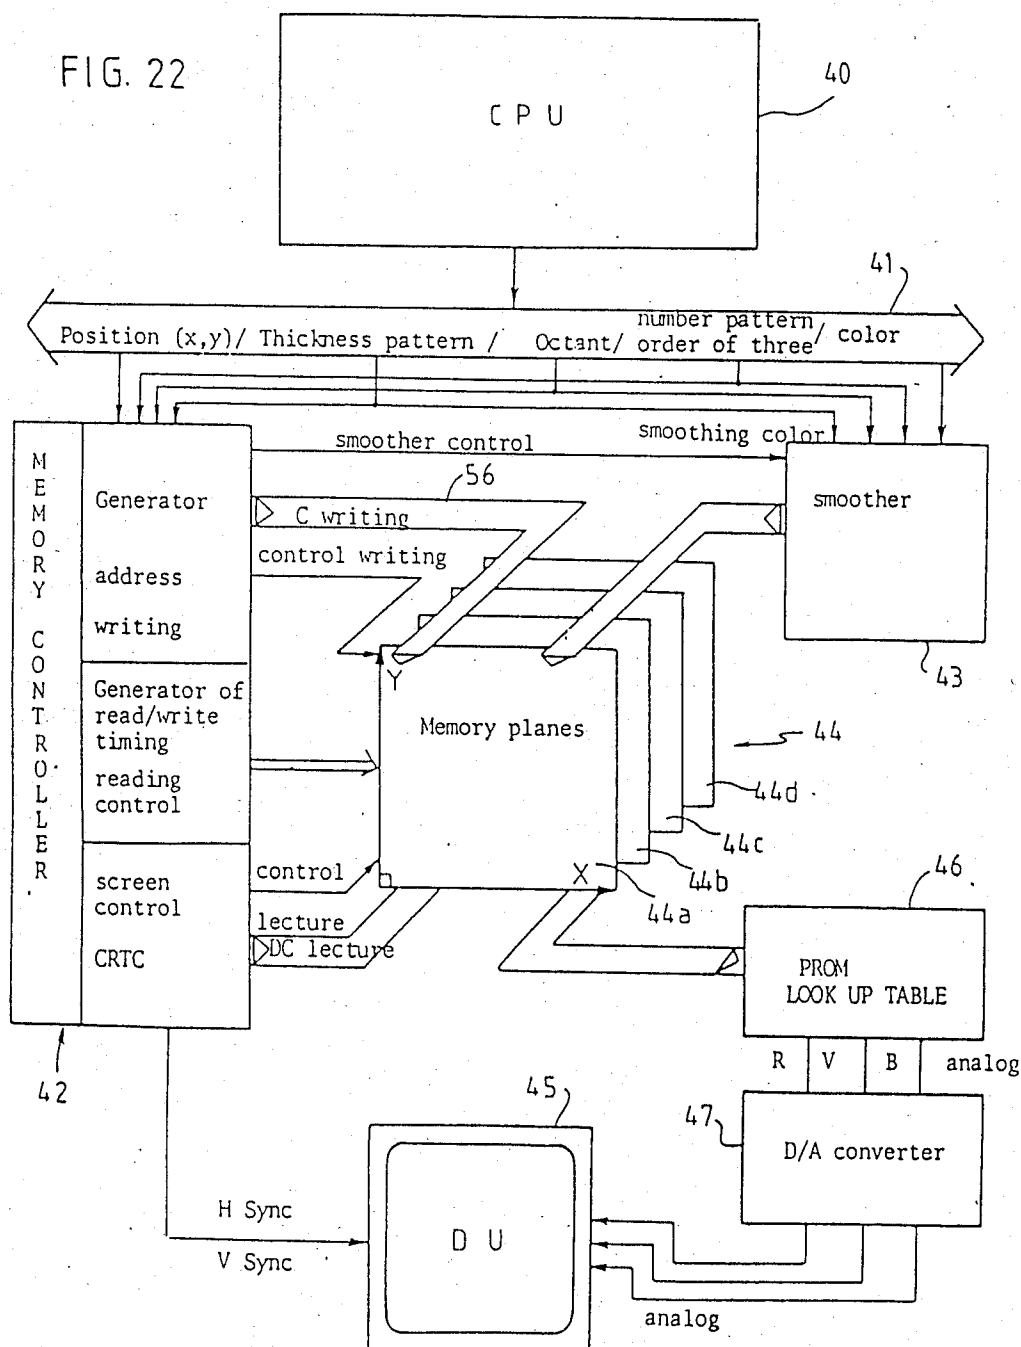 FIG. 22
CPU
40
41
Position (x,y)/ Thickness pattern / Octant/ number pattern / color
order of three
smoother control
smoothing color
MEMORY CONTROLLER
Generator
address
writing
56
C writing
control writing
smoother
43
Generator of
read/write
timing
reading
control
Y
Memory planes
X
44
44d
44c
44b
44a
screen
control
CRTC
control
lecture
DC lecture
42
46
PROM
LOOK UP TABLE
R V B analog
47
D/A converter
45
H Sync
V Sync
DU
analog